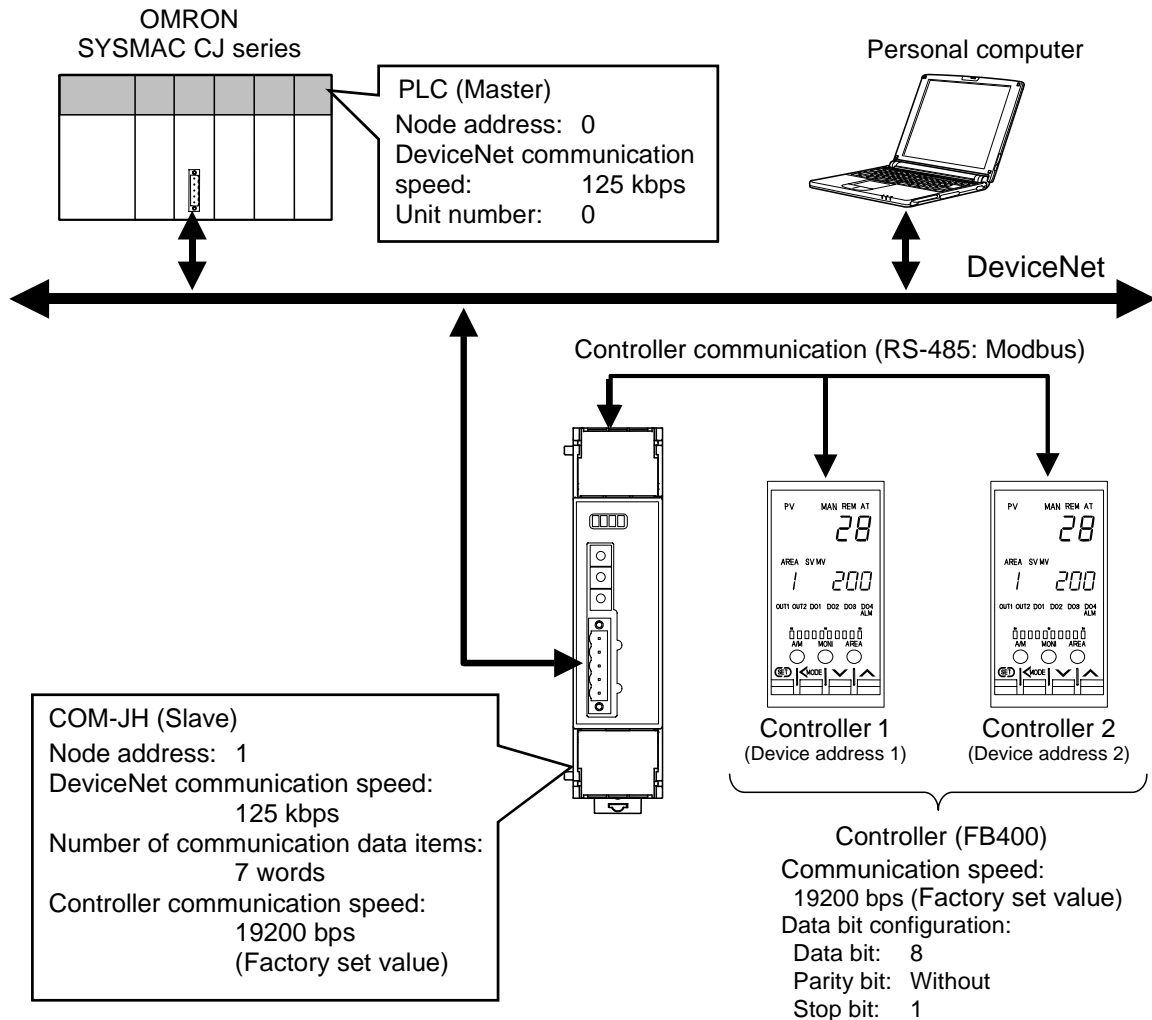 OMRON
SYSMAC CJ series
PLC (Master)
Node address: 0
DeviceNet communication
speed: 125 kbps
Unit number: 0
Personal computer
DeviceNet
Controller communication (RS-485: Modbus)
PV MAN REM AT
28
AREA SV MV
1 200
OUT1 OUT2 DO1 DO2 DO3 DO4
ALM
A/M MONI AREA
SET <MODE
PV MAN REM AT
28
AREA SV MV
1 200
OUT1 OUT2 DO1 DO2 DO3 DO4
ALM
A/M MONI AREA
SET <MODE
Controller 1
(Device address 1)
Controller 2
(Device address 2)
COM-JH (Slave)
Node address: 1
DeviceNet communication speed:
125 kbps
Number of communication data items:
7 words
Controller communication speed:
19200 bps
(Factory set value)
Controller (FB400)
Communication speed:
19200 bps (Factory set value)
Data bit configuration:
Data bit: 8
Parity bit: Without
Stop bit: 1